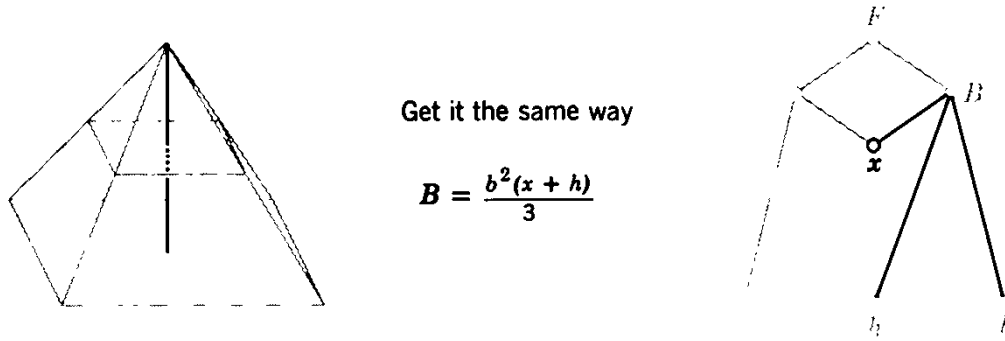 Get it the same way
B = b²(x + h) / 3
B
x
h